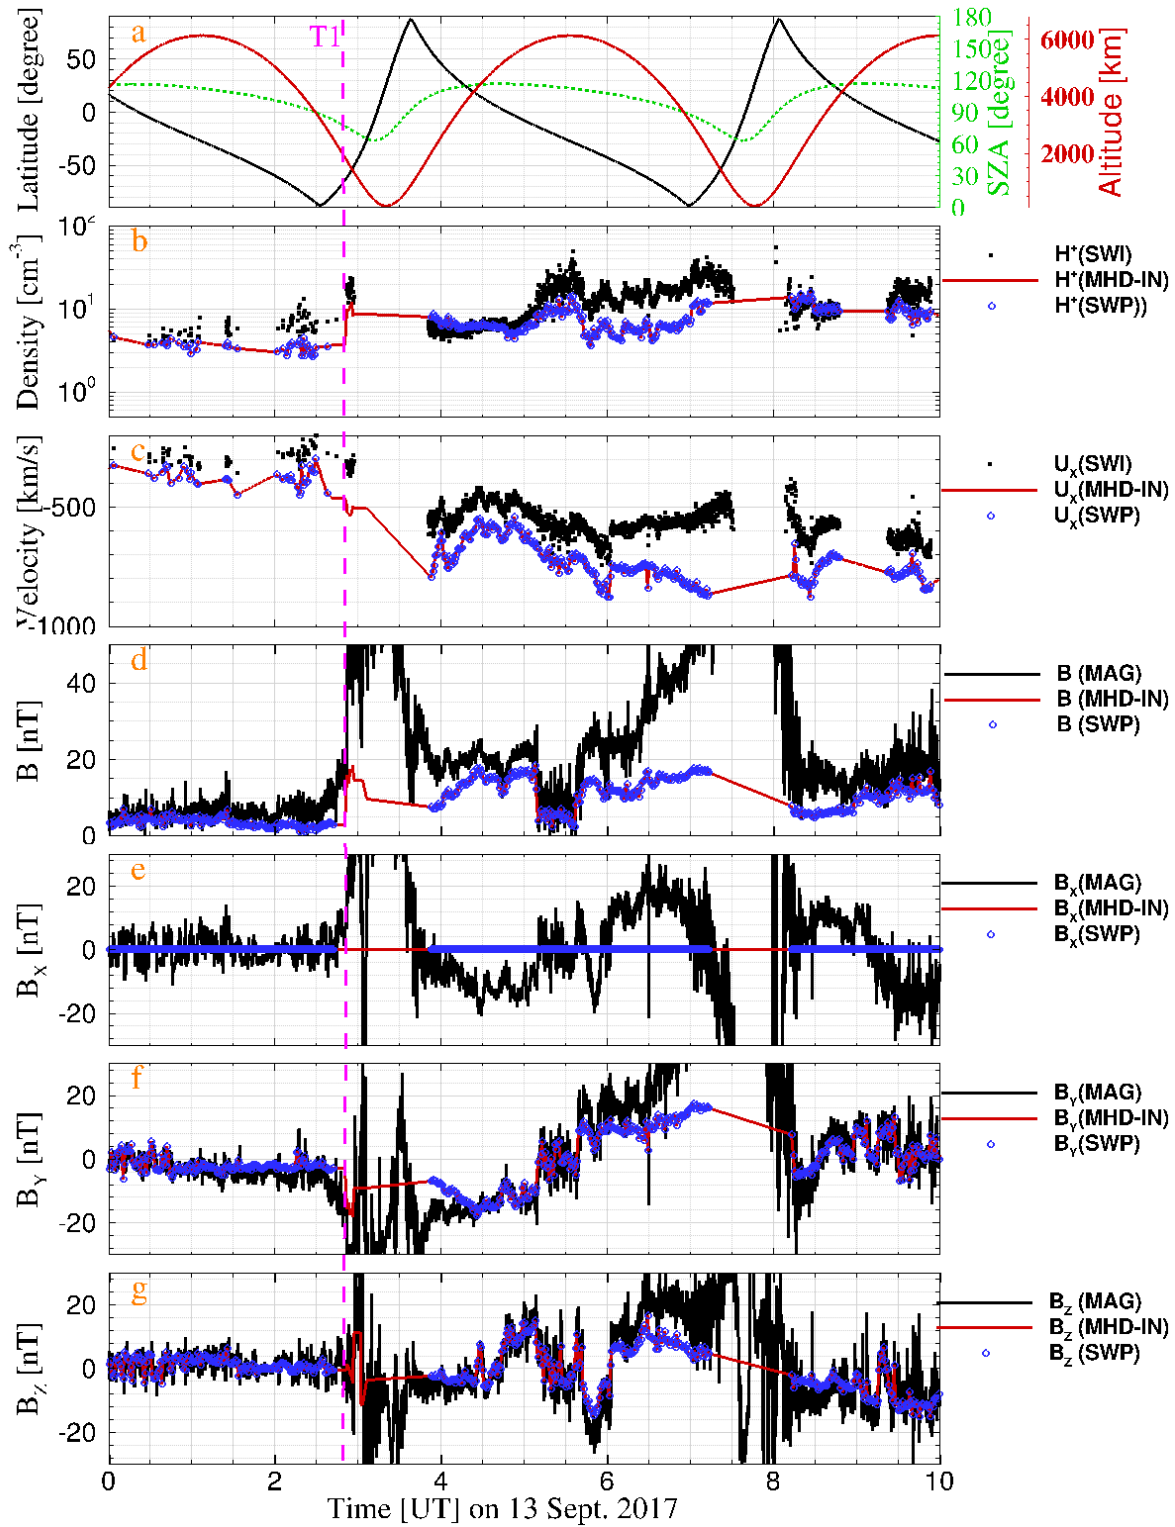 a
T1
Latitude [degree]
50
0
-50
180
150
120
90
60
30
0
SZA [degree]
6000
4000
2000
Altitude [km]
b
Density [cm⁻³]
10²
10¹
10⁰
H⁺(SWI)
H⁺(MHD-IN)
H⁺(SWP))
c
Velocity [km/s]
-500
-1000
Uₓ(SWI)
Uₓ(MHD-IN)
Uₓ(SWP)
d
B [nT]
40
20
0
B (MAG)
B (MHD-IN)
B (SWP)
e
B_X [nT]
20
0
-20
B_X(MAG)
B_X(MHD-IN)
B_X(SWP)
f
B_Y [nT]
20
0
-20
B_Y(MAG)
B_Y(MHD-IN)
B_Y(SWP)
g
B_Z [nT]
20
0
-20
B_Z (MAG)
B_Z (MHD-IN)
B_Z (SWP)
0 2 4 6 8 10
Time [UT] on 13 Sept. 2017